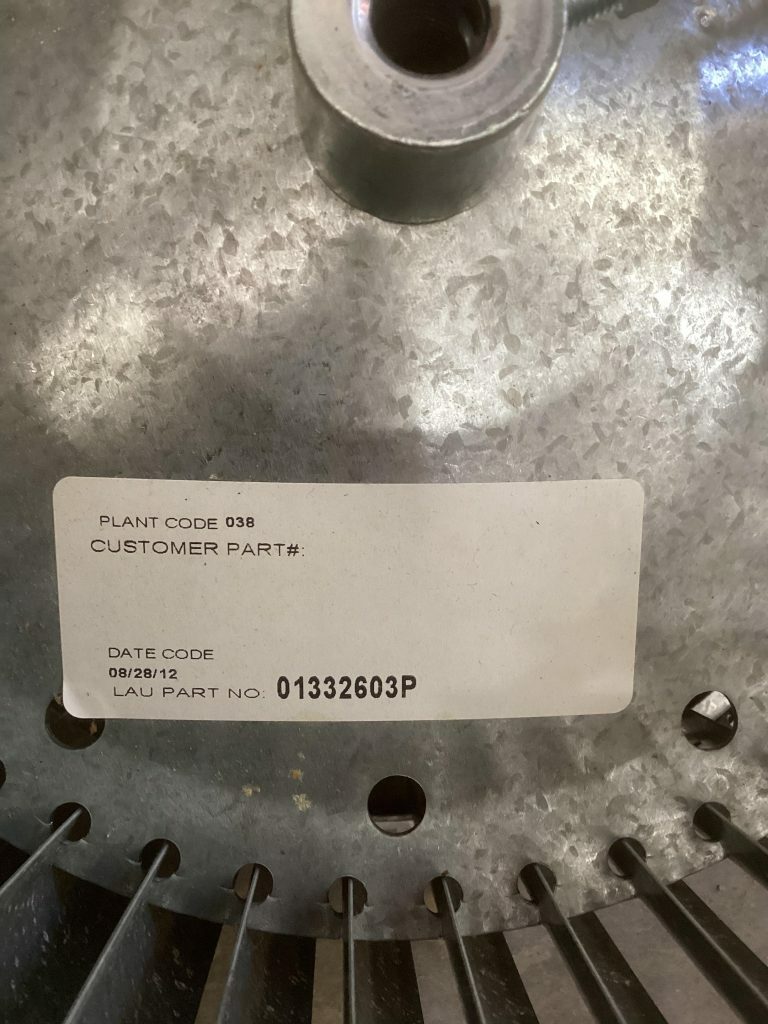 PLANT CODE 038
CUSTOMER PART#:
DATE CODE
08/28/12
LAU PART NO: 01332603P